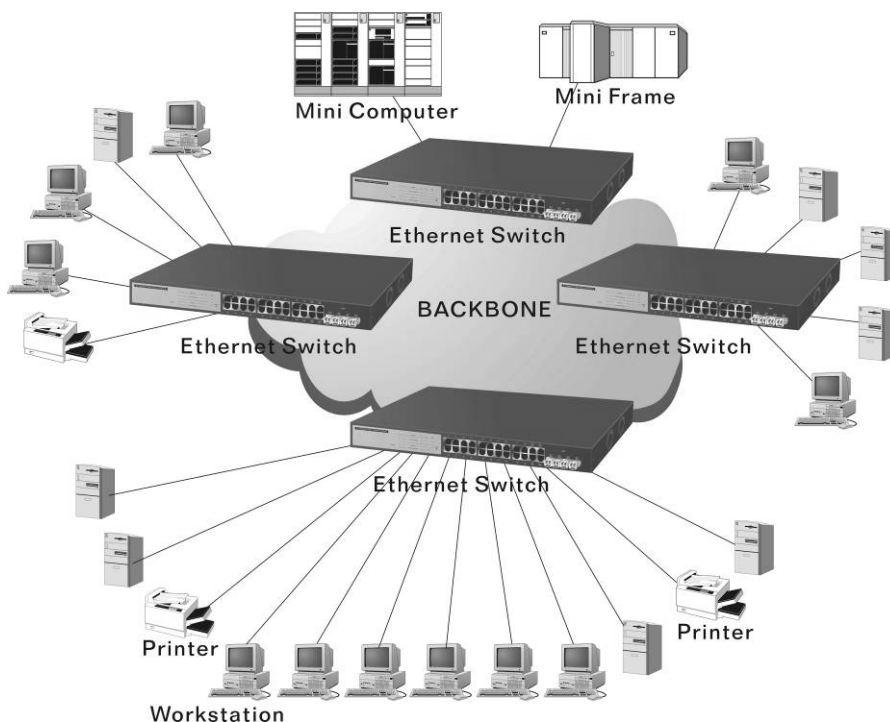 Mini Computer
Mini Frame
Ethernet Switch
BACKBONE
Ethernet Switch
Ethernet Switch
Ethernet Switch
Printer
Printer
Workstation